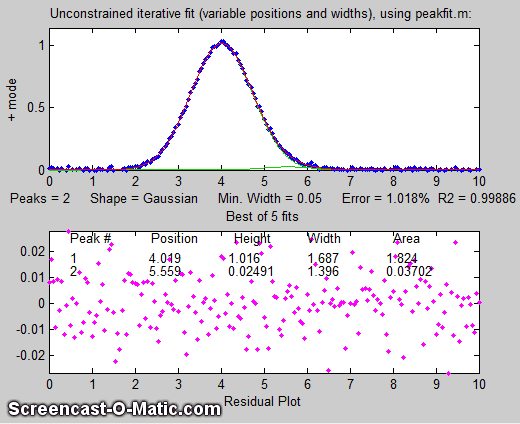 Unconstrained iterative fit (variable positions and widths), using peakfit.m:
1
0.5
0
+ mode
0 1 2 3 4 5 6 7 8 9 10
Peaks = 2 Shape = Gaussian Min. Width = 0.05 Error = 1.018% R2 = 0.99886
Best of 5 fits
Peak # Position Height Width Area
1 4.049 1.016 1.687 1.824
2 5.559 0.02491 1.396 0.03702
0.02
0.01
0
-0.01
-0.02
0 1 2 3 4 5 6 7 8 9 10
Residual Plot
Screencast-O-Matic.com